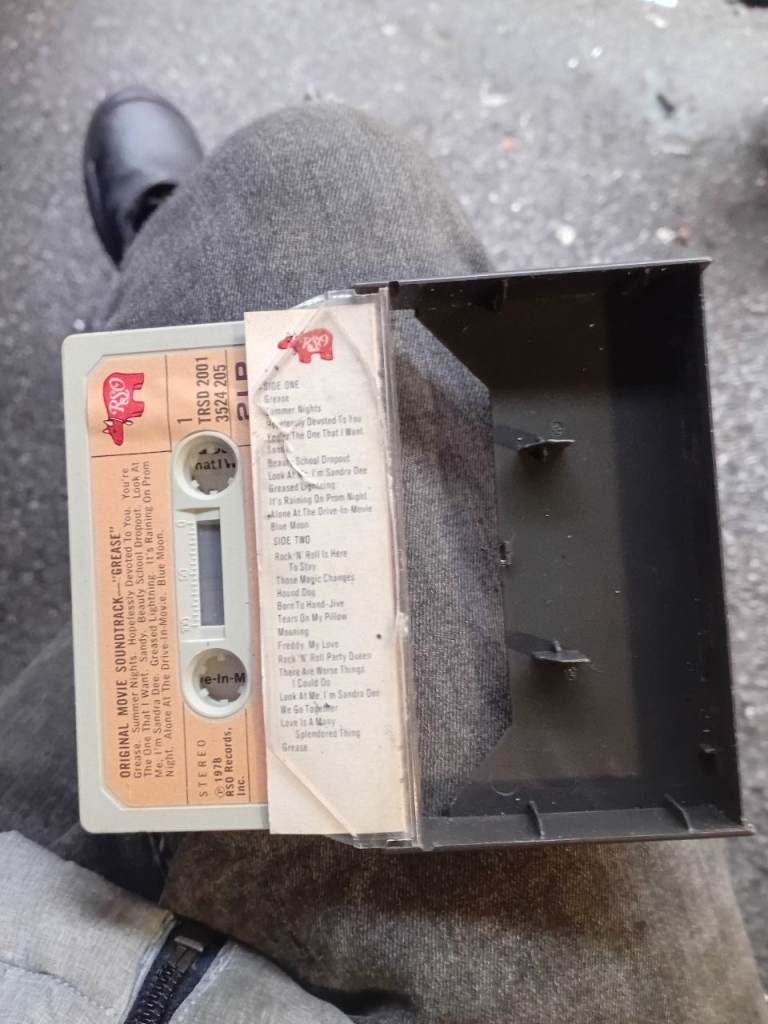 RSO
ORIGINAL MOVIE SOUNDTRACK—"GREASE"
Grease. Summer Nights. Hopelessly Devoted To You. You're
The One That I Want. Sandy. Beauty School Dropout. Look At
Me, I'm Sandra Dee. Greased Lightning. It's Raining On Prom
Night. Alone At The Drive-In-Movie. Blue Moon.
1
TRSD 2001
3524 205
STEREO
℗ 1978
RSO Records,
Inc.
RSO
SIDE ONE
Grease
Summer Nights
Hopelessly Devoted To You
You're The One That I Want
Sandy
Beauty School Dropout
Look At Me, I'm Sandra Dee
Greased Lightning
It's Raining On Prom Night
Alone At The Drive-In-Movie
Blue Moon
SIDE TWO
Rock 'N' Roll Is Here
To Stay
Those Magic Changes
Hound Dog
Born To Hand-Jive
Tears On My Pillow
Mooning
Freddy, My Love
Rock 'N' Roll Party Queen
There Are Worse Things
I Could Do
Look At Me, I'm Sandra Dee
We Go Together
Love Is A Many
Splendered Thing
Grease